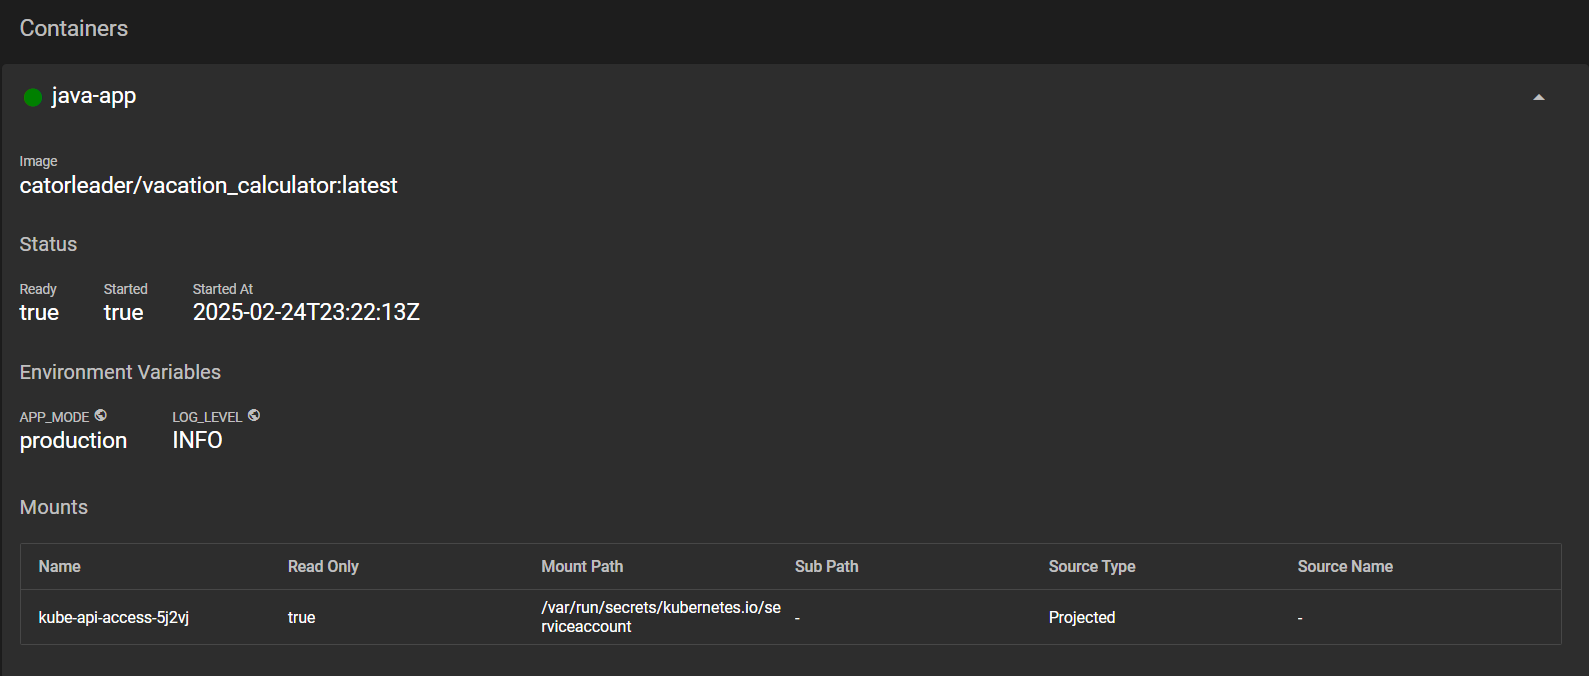 Containers
java-app
Image
catorleader/vacation_calculator:latest
Status
Ready Started Started At
true true 2025-02-24T23:22:13Z
Environment Variables
APP_MODE LOG_LEVEL
production INFO
Mounts
Name Read Only Mount Path Sub Path Source Type Source Name
kube-api-access-5j2vj true /var/run/secrets/kubernetes.io/se - Projected -
rviceaccount